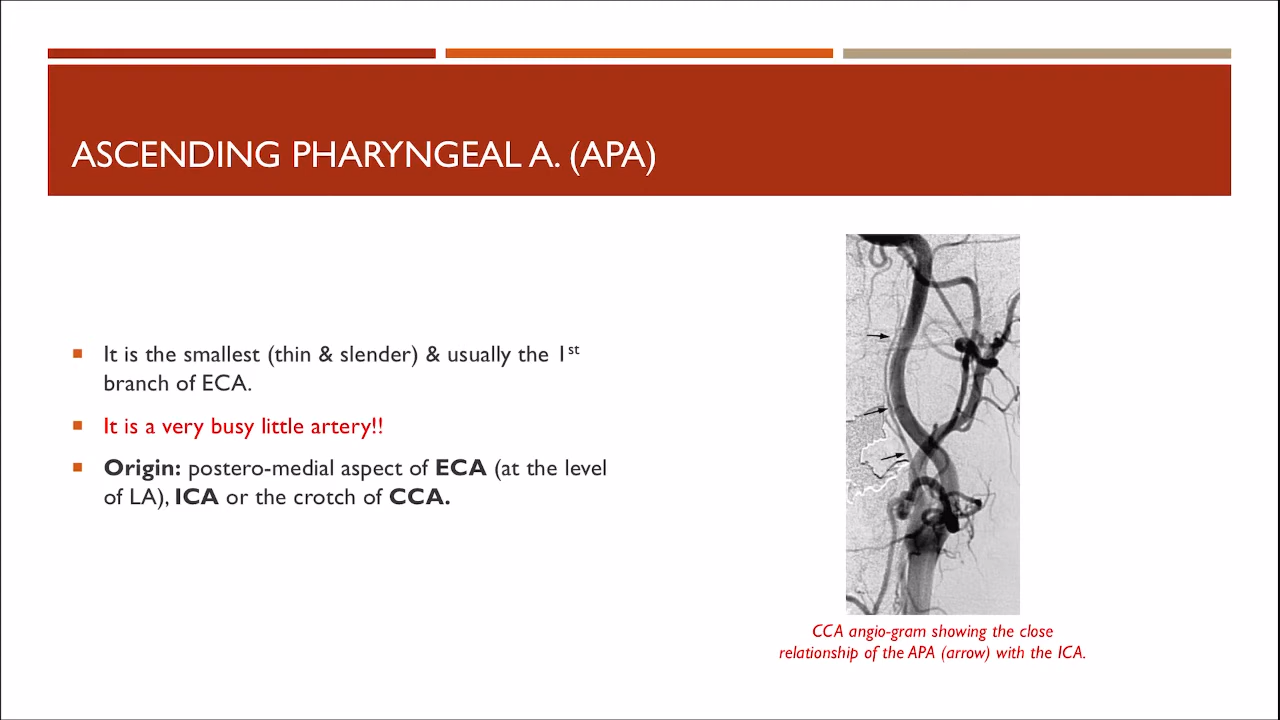 ASCENDING PHARYNGEAL A. (APA)
It is the smallest (thin & slender) & usually the 1st
branch of ECA.
It is a very busy little artery!!
Origin: postero-medial aspect of ECA (at the level
of LA), ICA or the crotch of CCA.
CCA angio-gram showing the close
relationship of the APA (arrow) with the ICA.